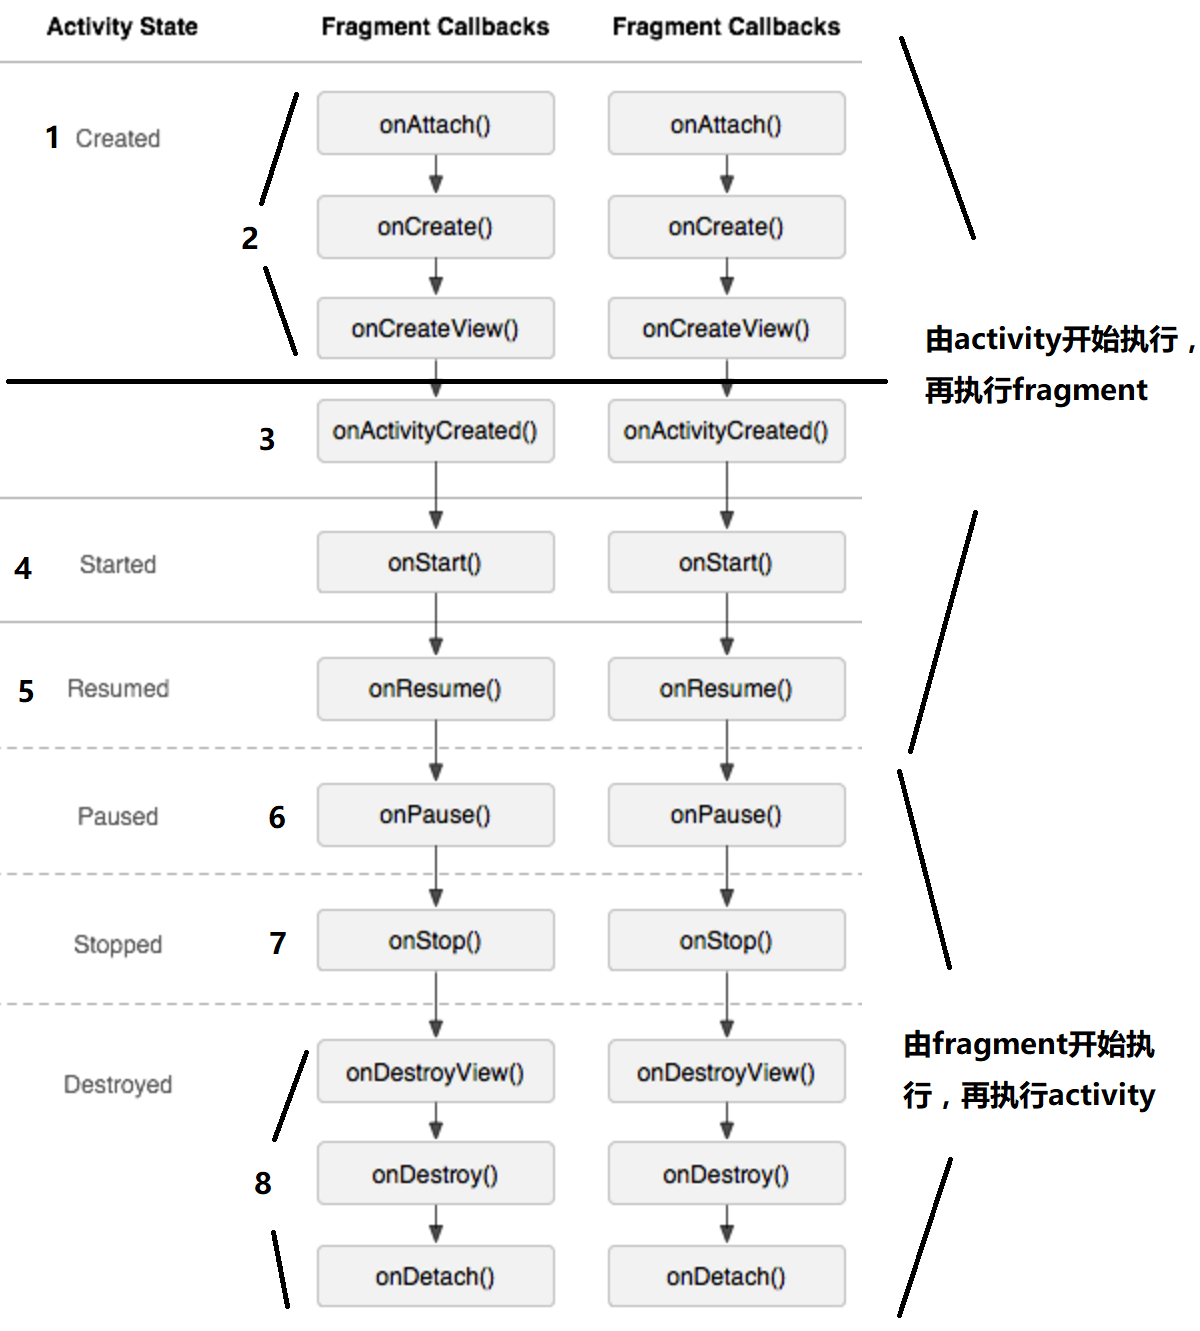 Activity State Fragment Callbacks Fragment Callbacks
onAttach() onAttach()
1 Created
onCreate() onCreate()
2
onCreateView() onCreateView()
由activity开始执行，
再执行fragment
3 onActivityCreated() onActivityCreated()
4 Started onStart() onStart()
5 Resumed onResume() onResume()
Paused 6 onPause() onPause()
Stopped 7 onStop() onStop()
由fragment开始执
行，再执行activity
Destroyed onDestroyView() onDestroyView()
8 onDestroy() onDestroy()
onDetach() onDetach()